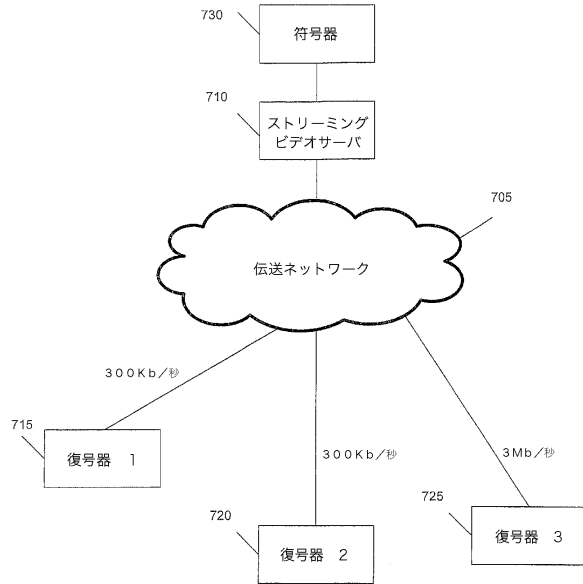 730
符号器
710
ストリーミング
ビデオサーバ
705
伝送ネットワーク
300Kb/秒
715
復号器 1
300Kb/秒
720
復号器 2
3Mb/秒
725
復号器 3